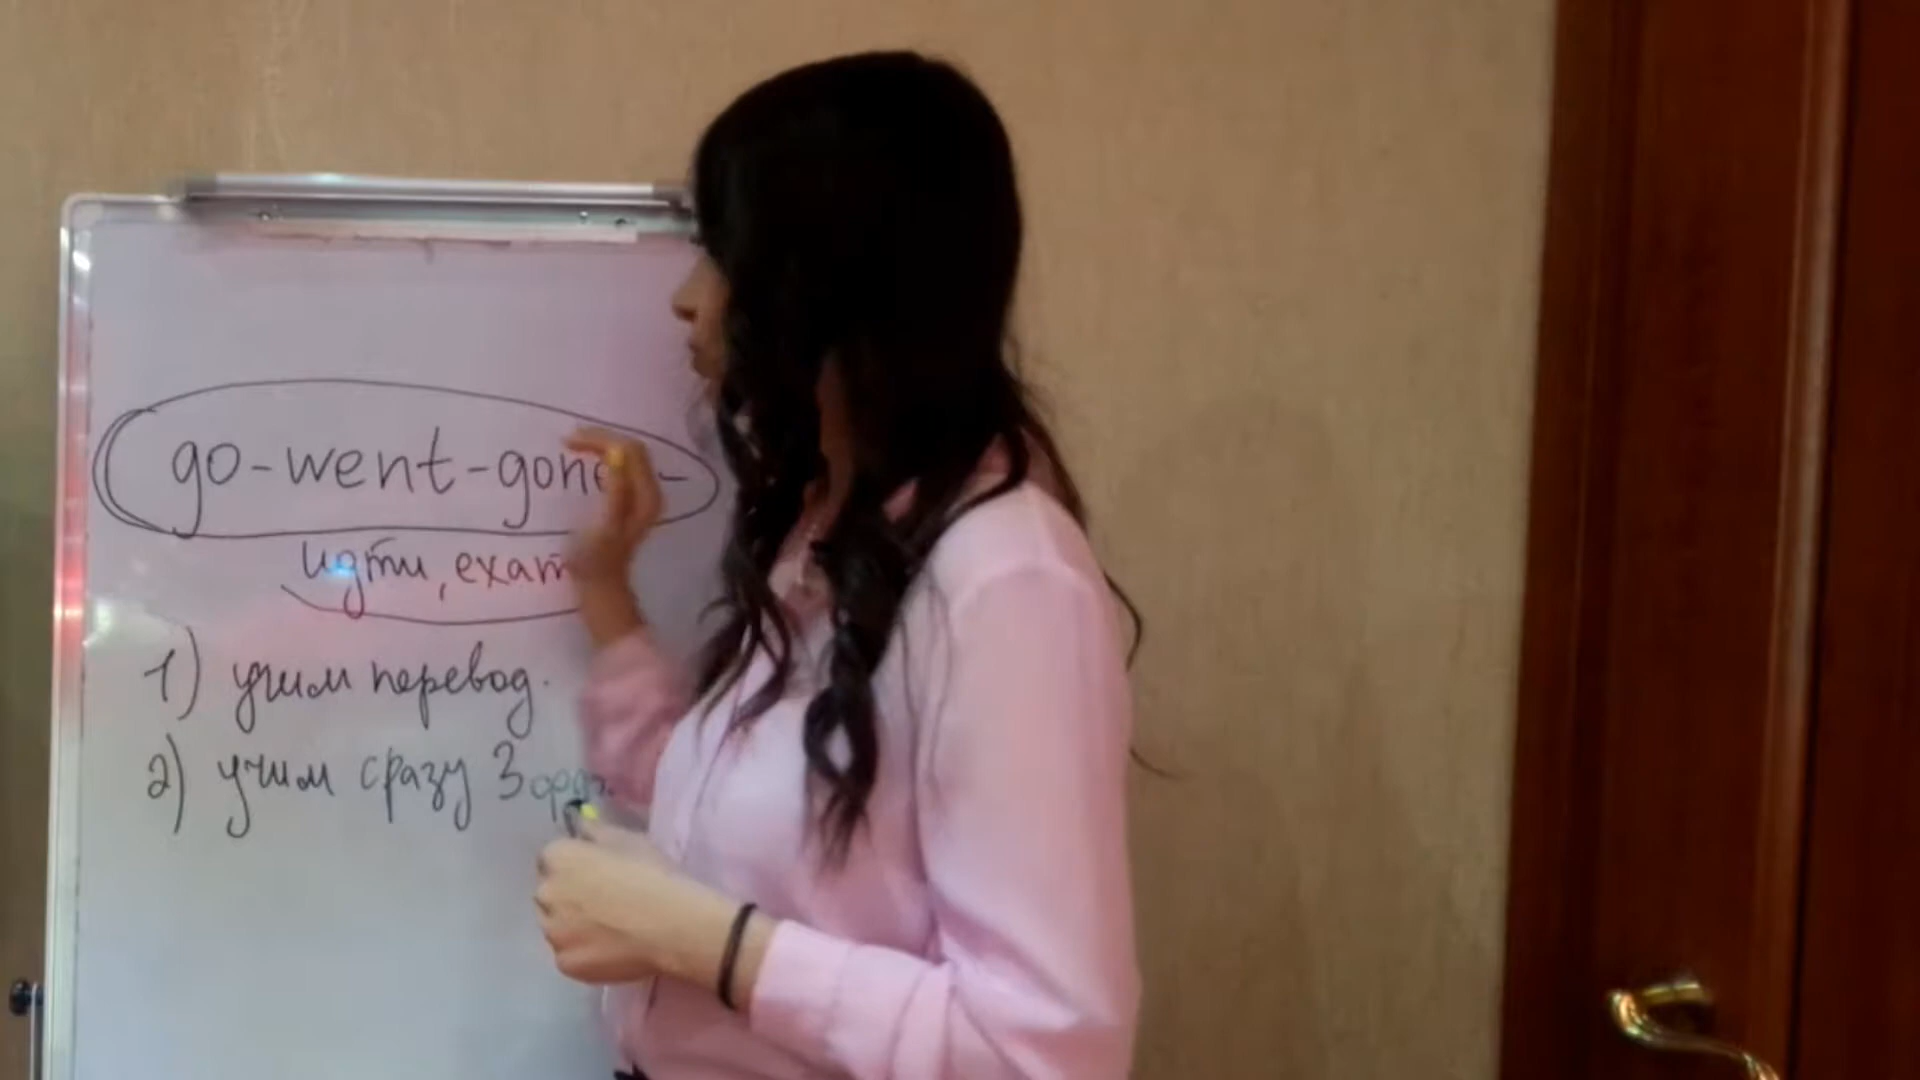 go-went-gone -
идти, ехат
1) учим перевод.
2) учим сразу 3